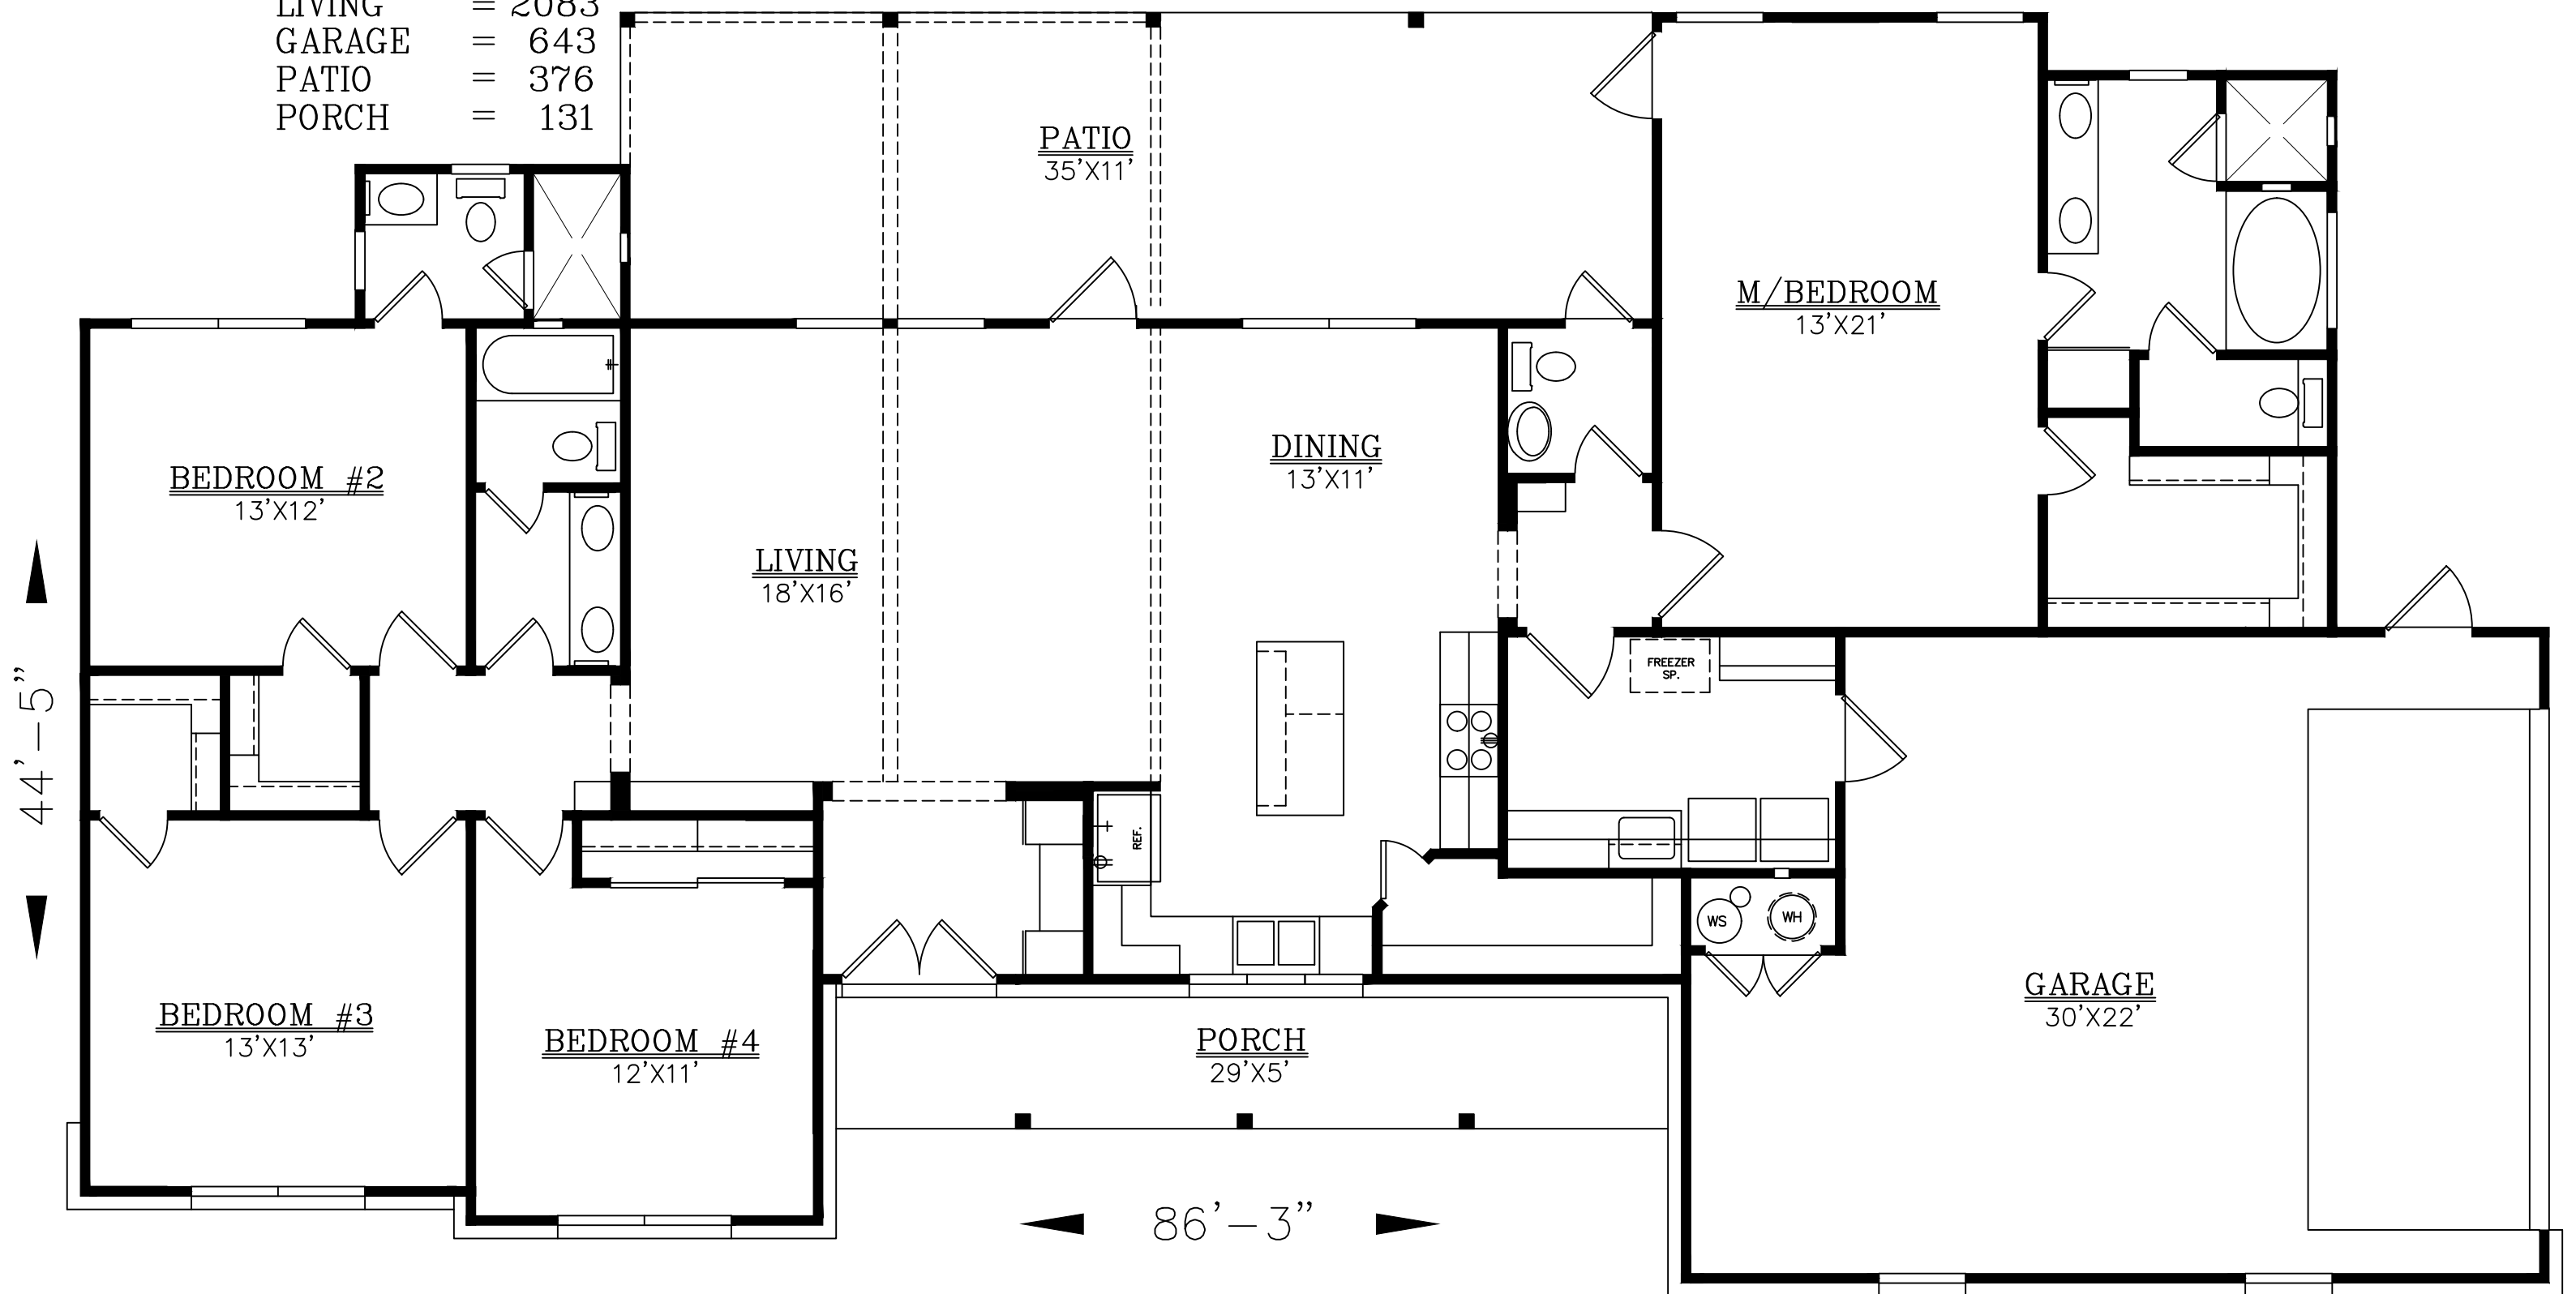 LIVING = 2083
GARAGE = 643
PATIO = 376
PORCH = 131
PATIO
35'X11'
M/BEDROOM
13'X21'
DINING
13'X11'
BEDROOM #2
13'X12'
LIVING
18'X16'
FREEZER
SP.
44'-5"
REF.
WS
WH
GARAGE
30'X22'
BEDROOM #3
13'X13'
BEDROOM #4
12'X11'
PORCH
29'X5'
86'-3"